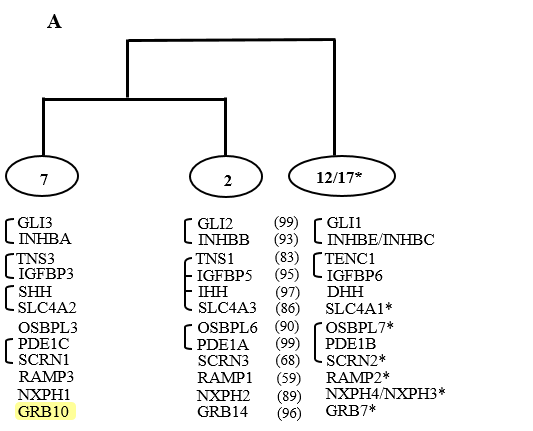 A
7 2 12/17*
GLI3 GLI2 (99) GLI1
INHBA INHBB (93) INHBE/INHBC
TNS3 TNS1 (83) TENC1
IGFBP3 IGFBP5 (95) IGFBP6
SHH IHH (97) DHH
SLC4A2 SLC4A3 (86) SLC4A1*
OSBPL3 OSBPL6 (90) OSBPL7*
PDE1C PDE1A (99) PDE1B
SCRN1 SCRN3 (68) SCRN2*
RAMP3 RAMP1 (59) RAMP2*
NXPH1 NXPH2 (89) NXPH4/NXPH3*
GRB10 GRB14 (96) GRB7*